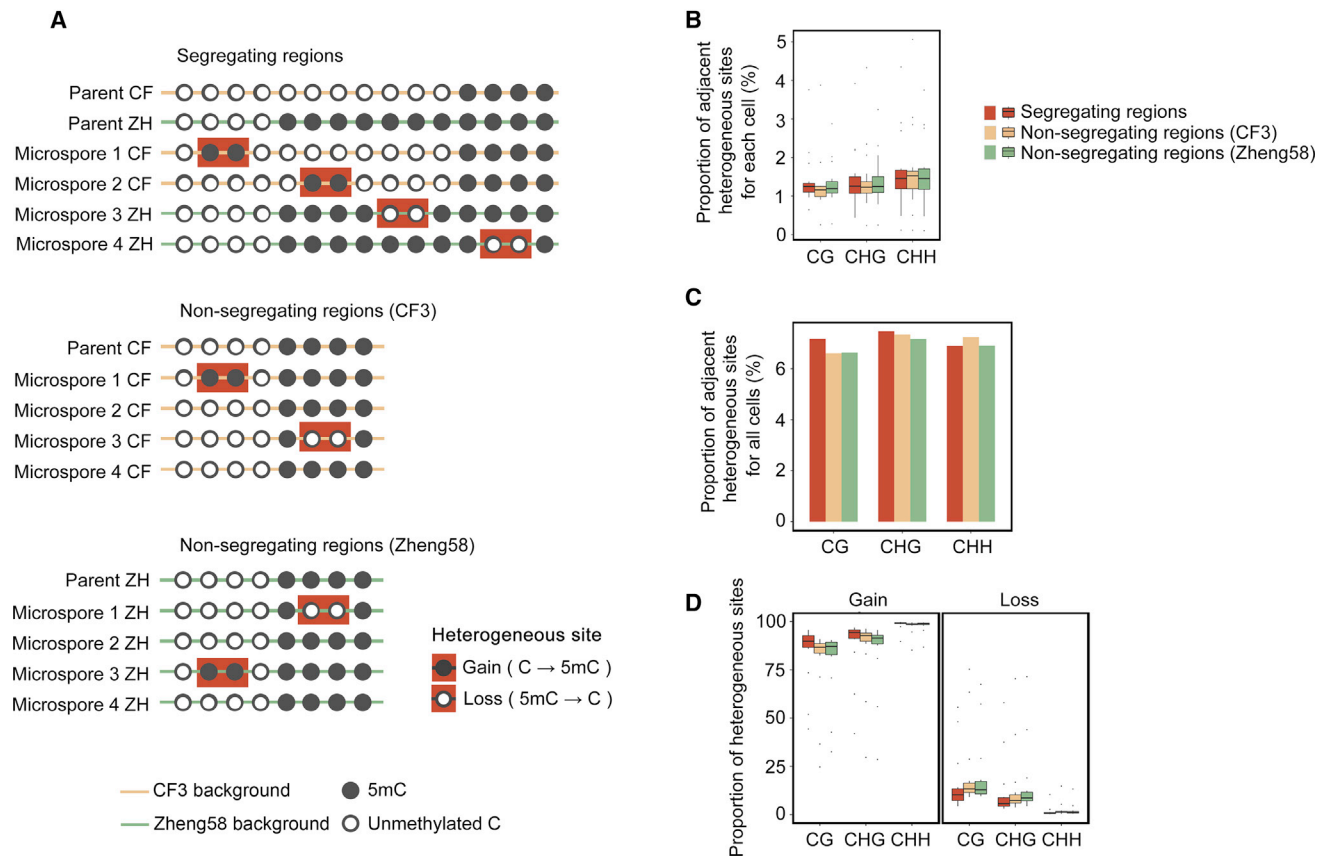 A
Segregating regions
Parent CF
Parent ZH
Microspore 1 CF
Microspore 2 CF
Microspore 3 ZH
Microspore 4 ZH
Non-segregating regions (CF3)
Parent CF
Microspore 1 CF
Microspore 2 CF
Microspore 3 CF
Microspore 4 CF
Non-segregating regions (Zheng58)
Parent ZH
Microspore 1 ZH
Microspore 2 ZH
Microspore 3 ZH
Microspore 4 ZH
Heterogeneous site
Gain ( C → 5mC )
Loss ( 5mC → C )
CF3 background
Zheng58 background
5mC
Unmethylated C
B
Proportion of adjacent
heterogeneous sites
for each cell (%)
5
4
3
2
1
0
CG CHG CHH
Segregating regions
Non-segregating regions (CF3)
Non-segregating regions (Zheng58)
C
Proportion of adjacent
heterogeneous sites
for all cells (%)
6
4
2
0
CG CHG CHH
D
Gain Loss
Proportion of heterogeneous sites
100
75
50
25
0
CG CHG CHH CG CHG CHH